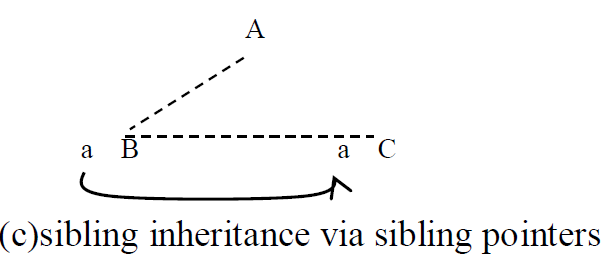 A
a B a C
(c)sibling inheritance via sibling pointers